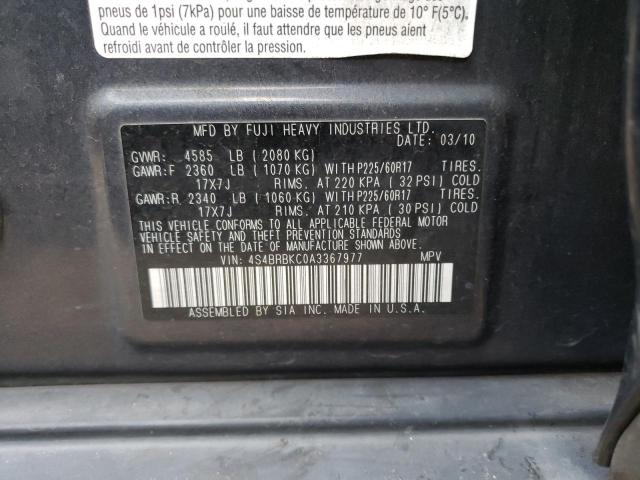 pneus de 1psi (7kPa) pour une baisse de température de 10° F(5°C).
Quand le véhicule a roulé, il faut attendre que les pneus aient
refroidi avant de contrôler la pression.
MFD BY FUJI HEAVY INDUSTRIES LTD.
DATE: 03/10
GVWR: 4585 LB (2080 KG)
GAWR:F 2360 LB (1070 KG) WITH P225/60R17 TIRES.
17X7J RIMS. AT 220 KPA (32 PSI) COLD
GAWR:R 2340 LB (1060 KG) WITH P225/60R17 TIRES.
17X7J RIMS. AT 210 KPA (30 PSI) COLD
THIS VEHICLE CONFORMS TO ALL APPLICABLE FEDERAL MOTOR
VEHICLE SAFETY AND THEFT PREVENTION STANDARDS
IN EFFECT ON THE DATE OF MANUFACTURE SHOWN ABOVE.
VIN: 4S4BRBKC0A3367977 MPV
ASSEMBLED BY SIA INC. MADE IN U.S.A.